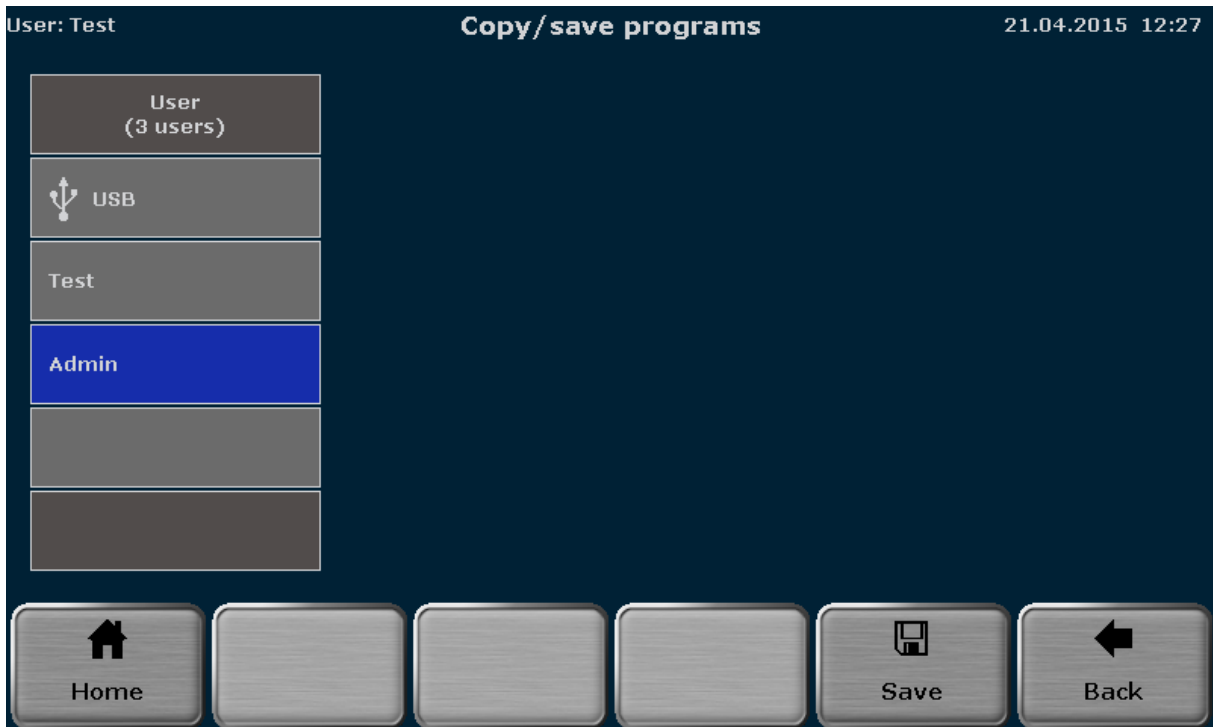 User: Test
Copy/save programs
21.04.2015 12:27
User
(3 users)
USB
Test
Admin
Home
Save
Back